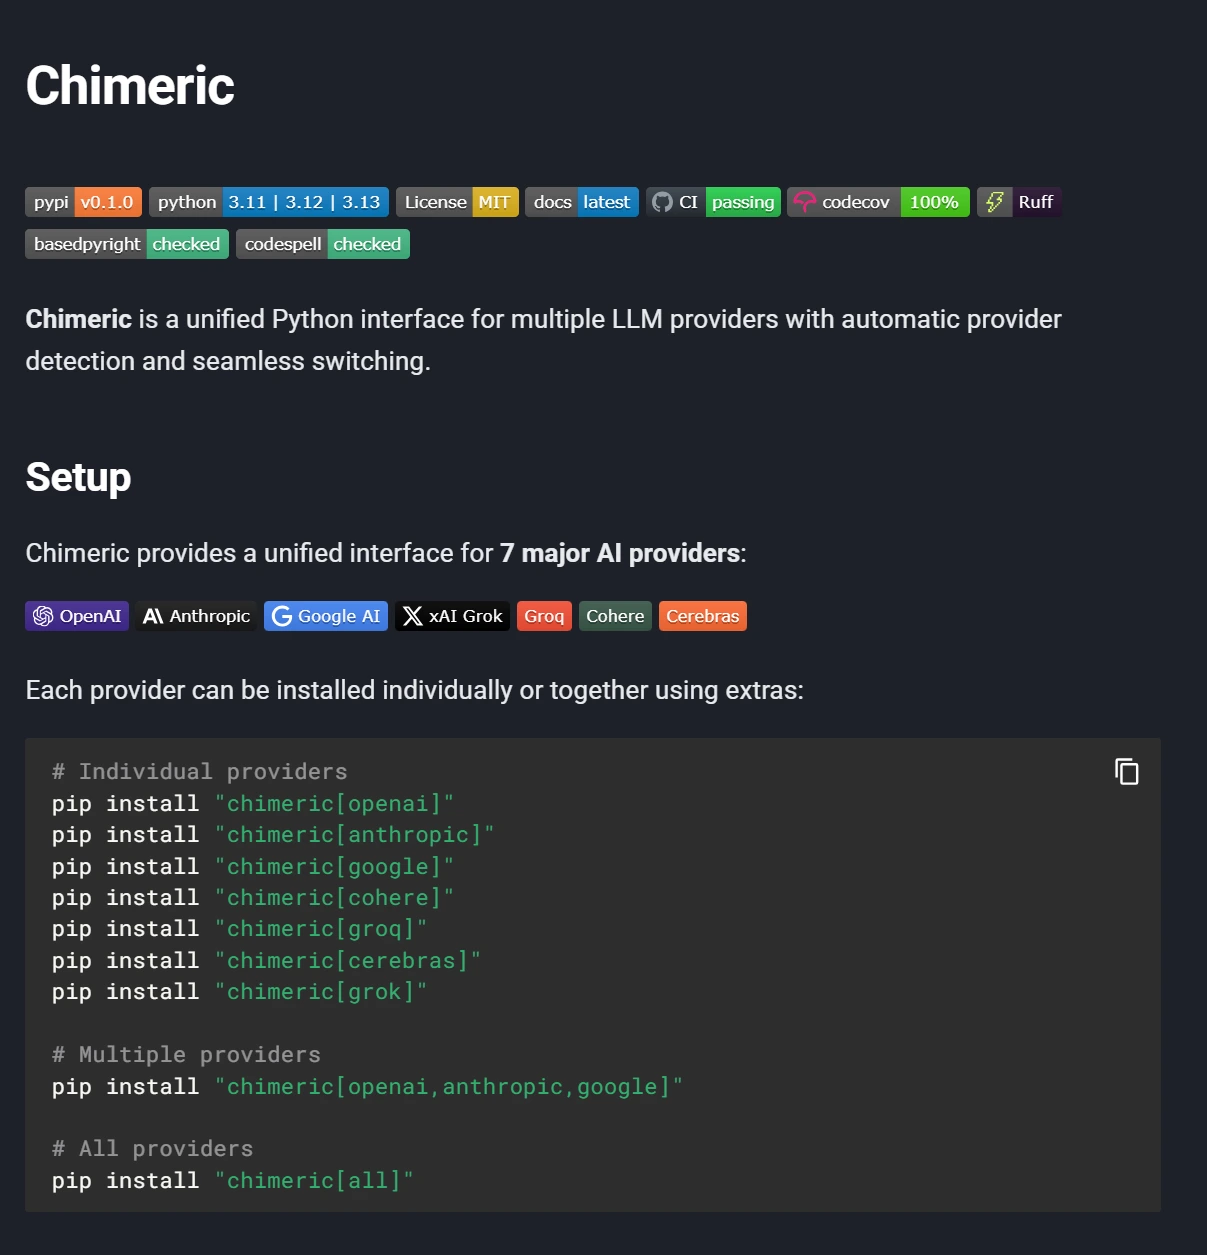 Chimeric
pypi v0.1.0 python 3.11 | 3.12 | 3.13 License MIT docs latest CI passing codecov 100% Ruff
basedpyright checked codespell checked
Chimeric is a unified Python interface for multiple LLM providers with automatic provider
detection and seamless switching.
Setup
Chimeric provides a unified interface for 7 major AI providers:
OpenAI Anthropic Google AI xAI Grok Groq Cohere Cerebras
Each provider can be installed individually or together using extras:
# Individual providers
pip install "chimeric[openai]"
pip install "chimeric[anthropic]"
pip install "chimeric[google]"
pip install "chimeric[cohere]"
pip install "chimeric[groq]"
pip install "chimeric[cerebras]"
pip install "chimeric[grok]"
# Multiple providers
pip install "chimeric[openai,anthropic,google]"
# All providers
pip install "chimeric[all]"